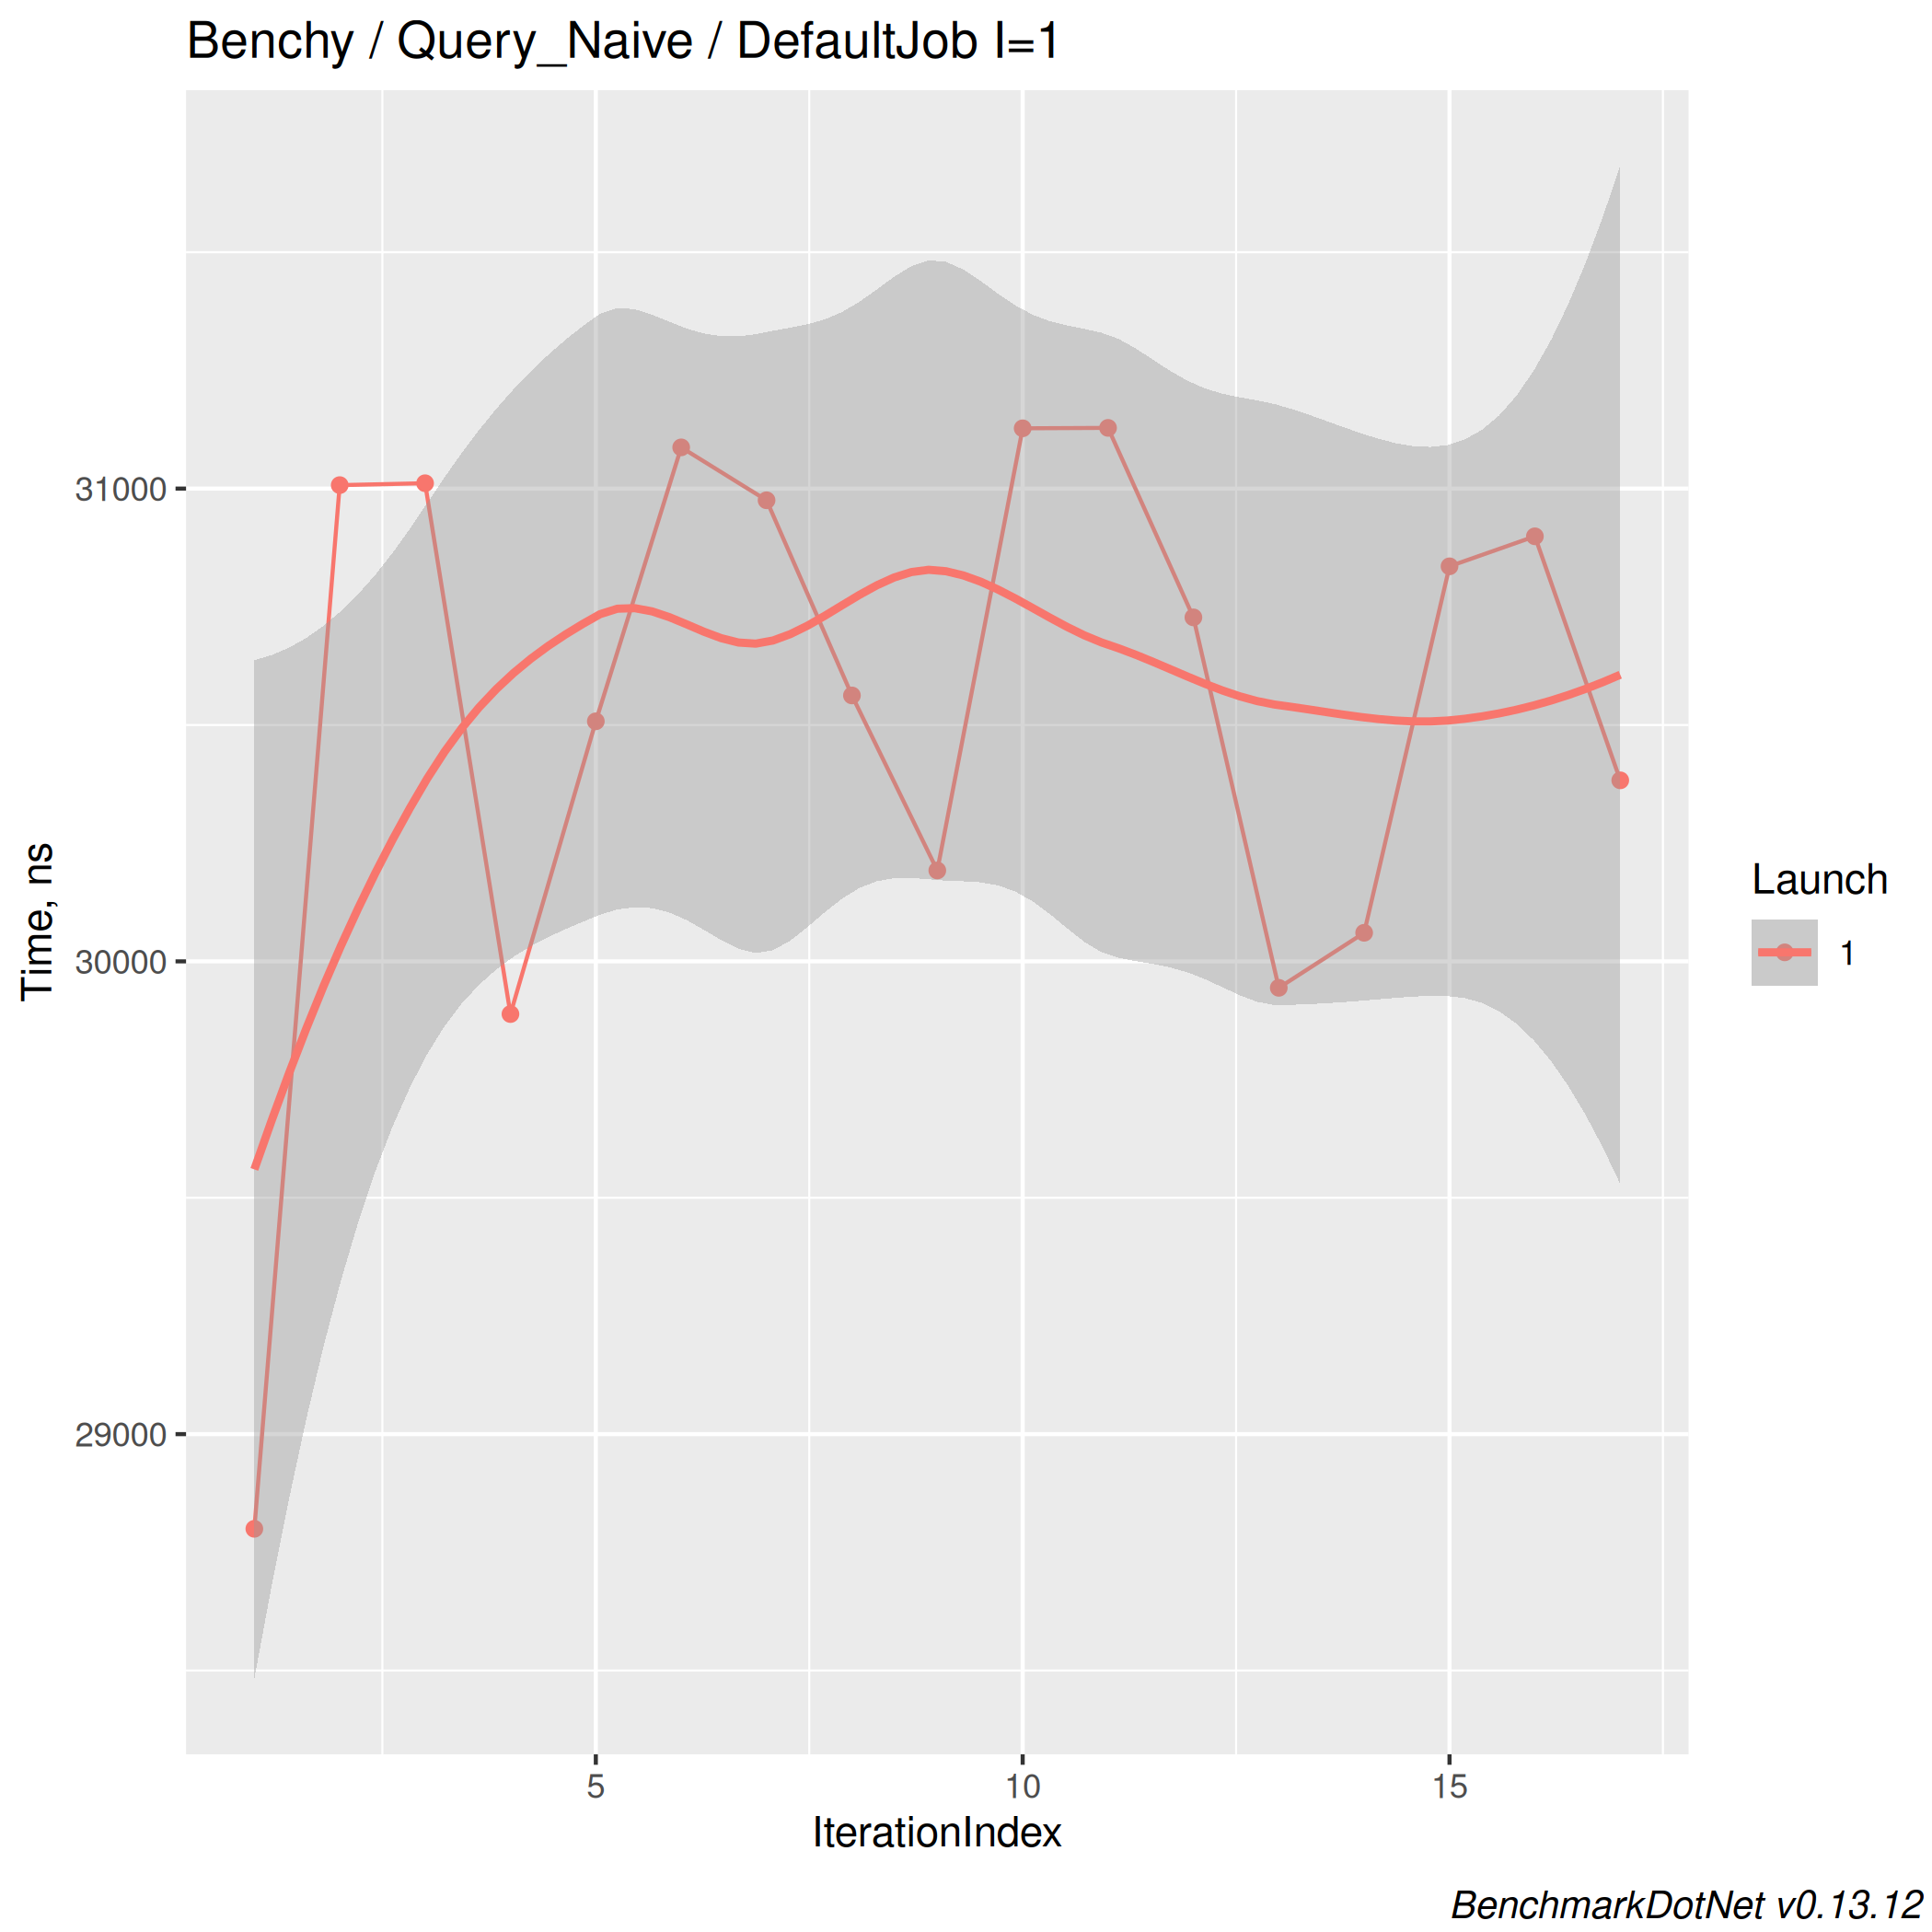 Benchy / Query_Naive / DefaultJob I=1
Time, ns
31000
30000
29000
5
10
15
IterationIndex
Launch
1
BenchmarkDotNet v0.13.12